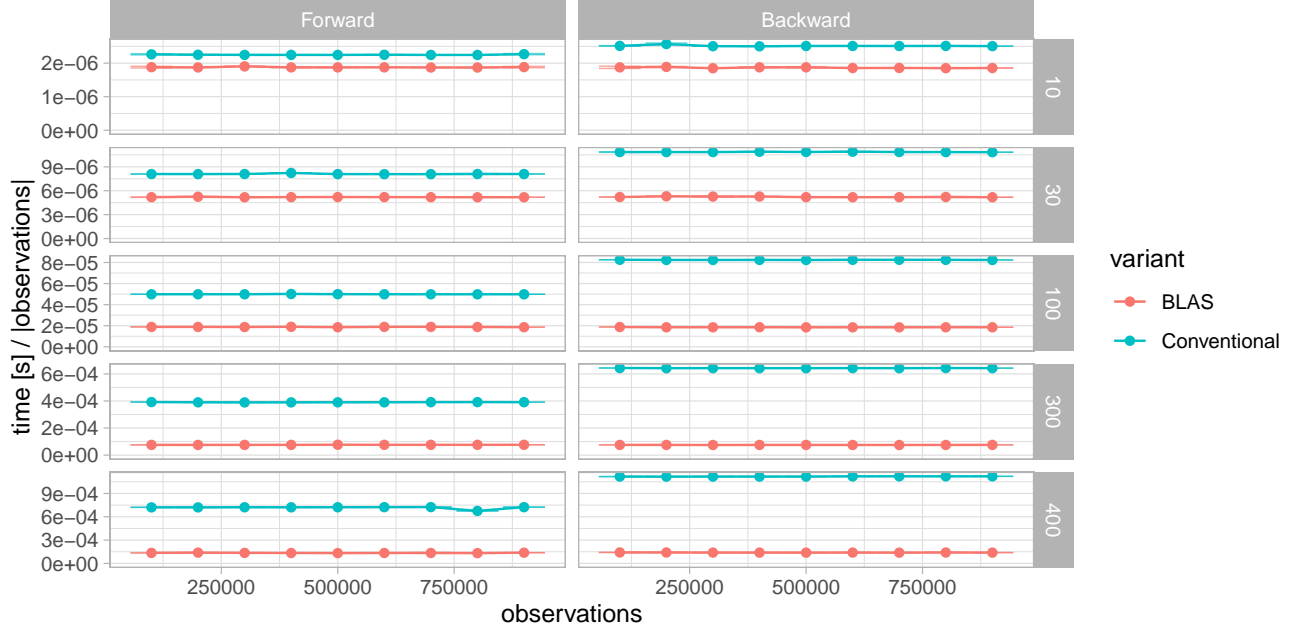 Forward Backward
2e−06
1e−06
0e+00
10
9e−06
6e−06
3e−06
0e+00
30
8e−05
6e−05
4e−05
2e−05
0e+00
100
6e−04
4e−04
2e−04
0e+00
300
9e−04
6e−04
3e−04
0e+00
400
250000 500000 750000 250000 500000 750000
observations
time [s] / |observations|
variant
BLAS
Conventional